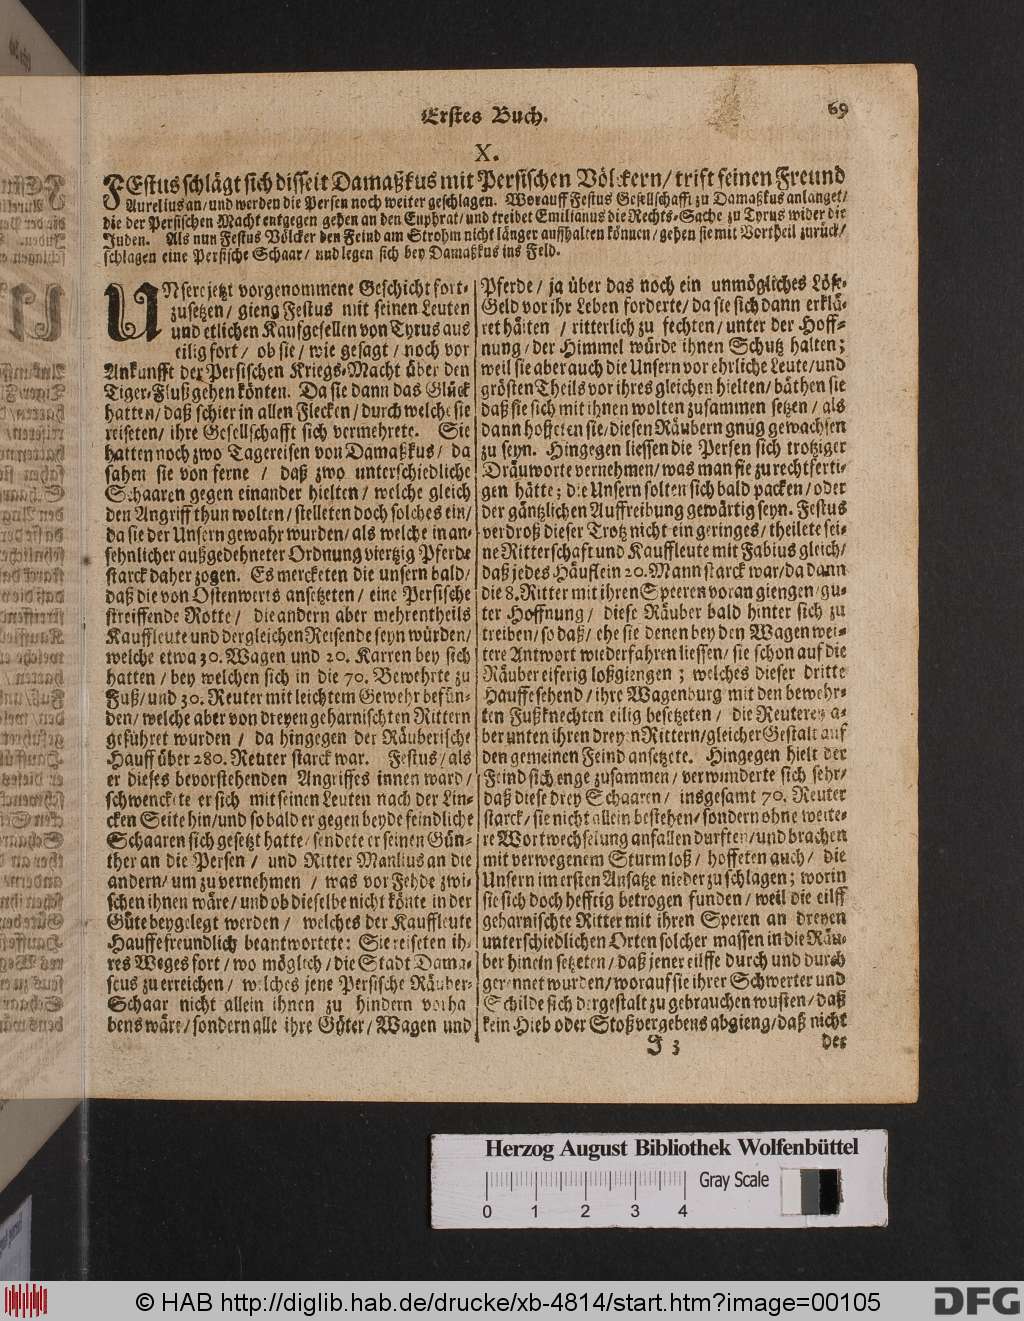 Erstes Buch.
69
X.
FEstus schlägt sich disseit Damaßkus mit Persischen Völckern/ trift seinen Freund
Aurelius an/ und werden die Persen noch weiter geschlagen. Worauff Festus Gesellschafft zu Damaßkus anlanget/
die der Persischen Macht entgegen gehen an den Euphrat/ und treibet Emilianus die Rechts-Sache zu Tyrus wider die
Juden. Als nun Festus Völcker den Feind am Strohm nicht länger auffhalten können/ gehen sie mit Vortheil zurück/
schlagen eine Persische Schaar/ und legen sich bey Damaßkus ins Feld.
UNsere jetzt vorgenommene Geschicht fort-
zusetzen/ gieng Festus mit seinen Leuten
und etlichen Kaufgesellen von Tyrus aus
eilig fort/ ob sie/ wie gesagt/ noch vor
Ankunfft der Persischen Kriegs-Macht über den
Tiger-Fluß gehen könten. Da sie dann das Glück
hatten/ daß schier in allen Flecken/ durch welche sie
reiseten/ ihre Gesellschafft sich vermehrete. Sie
hatten noch zwo Tagereisen von Damaßkus/ da
sahen sie von ferne/ daß zwo unterschiedliche
Schaaren gegen einander hielten/ welche gleich
den Angriff thun wolten/ stelleten doch solches ein/
da sie der Unsern gewahr wurden/ als welche in an-
sehnlicher außgedehneter Ordnung viertzig Pferde
starck daher zogen. Es mercketen die unsern bald/
daß die von Ostenwerts ansetzeten/ eine Persische
streiffende Rotte/ die andern aber mehrentheils
Kauffleute und dergleichen Reisende seyn würden/
welche etwa 30. Wagen und 20. Karren bey sich
hatten/ bey welchen sich in die 70. Bewehrte zu
Fuß/ und 30. Reuter mit leichtem Gewehr befün-
den/ welche aber von dreyen geharnischten Rittern
geführet wurden/ da hingegen der Räuberische
Hauff über 280. Reuter starck war. Festus/ als
er dieses bevorstehenden Angriffes innen ward/
schwenckete er sich mit seinen Leuten nach der Lin-
cken Seite hin/ und so bald er gegen beyde feindliche
Schaaren sich gesetzt hatte/ sendete er seinen Gün-
ther an die Persen/ und Ritter Manlius an die
andern/ um zu vernehmen/ was vor Fehde zwi-
schen ihnen wäre/ und ob dieselbe nicht könte in der
Güte beygelegt werden/ welches der Kauffleute
Hauffe freundlich beantwortete: Sie reiseten ih-
res Weges fort/ wo möglich/ die Stadt Dama-
scus zu erreichen/ welches jene Persische Räuber-
Schaar nicht allein ihnen zu hindern vorha
bens wäre/ sondern alle ihre Güter/ Wagen und
Pferde/ ja über das noch ein unmögliches Löse-
Geld vor ihr Leben forderte/ da sie sich dann erklä-
ret hätten/ ritterlich zu fechten/ unter der Hoff-
nung/ der Himmel würde ihnen Schutz halten;
weil sie aber auch die Unsern vor ehrliche Leute/ und
grösten Theils vor ihres gleichen hielten/ bäthen sie
daß sie sich mit ihnen wolten zusammen setzen/ als
dann hoffeten sie/ diesen Räubern gnug gewachsen
zu seyn. Hingegen liessen die Persen sich trotziger
Dräuworte vernehmen/ was man sie zu rechtferti-
gen hätte; die Unsern solten sich bald packen/ oder
der gäntzlichen Auffreibung gewärtig seyn. Festus
verdroß dieser Trotz nicht ein geringes/ theilete sei-
ne Ritterschaft und Kauffleute mit Fabius gleich/
daß jedes Häuflein 20. Mann starck war/ da dann
die 8. Ritter mit ihren Speeren voran giengen/ gu-
ter Hoffnung/ diese Räuber bald hinter sich zu
treiben/ so daß/ ehe sie denen bey den Wagen wei-
tere Antwort wiederfahren liessen/ sie schon auf die
Räuber eiferig loßgiengen; welches dieser dritte
Hauffe sehend/ ihre Wagenburg mit den bewehr-
ten Fußknechten eilig besetzeten/ die Reuterey a-
ber unten ihren dreyen Rittern/ gleicher Gestalt auf
den gemeinen Feind ansetzete. Hingegen hielt der
Feind sich enge zusammen/ verwunderte sich sehr/
daß diese drey Schaaren/ insgesamt 70. Reuter
starck/ sie nicht allein bestehen/ sondern ohne weite-
re Wortwechselung anfallen durften/ und brachen
mit verwegenem Sturm loß/ hoffeten auch/ die
Unsern im ersten Ansatze nieder zu schlagen; worin
sie sich doch hefftig betrogen funden/ weil die eilff
geharnischte Ritter mit ihren Speren an dreyen
unterschiedlichen Orten solcher massen in die Räu-
ber hinein setzeten/ daß jener eilffe durch und durch
gerennet wurden/ worauf sie ihrer Schwerter und
Schilde sich dergestalt zu gebrauchen wusten/ daß
kein Hieb oder Stoß vergebens abgieng/ daß nicht
J 3
der
Herzog August Bibliothek Wolfenbüttel
Gray Scale
0 1 2 3 4
© HAB http://diglib.hab.de/drucke/xb-4814/start.htm?image=00105
DFG